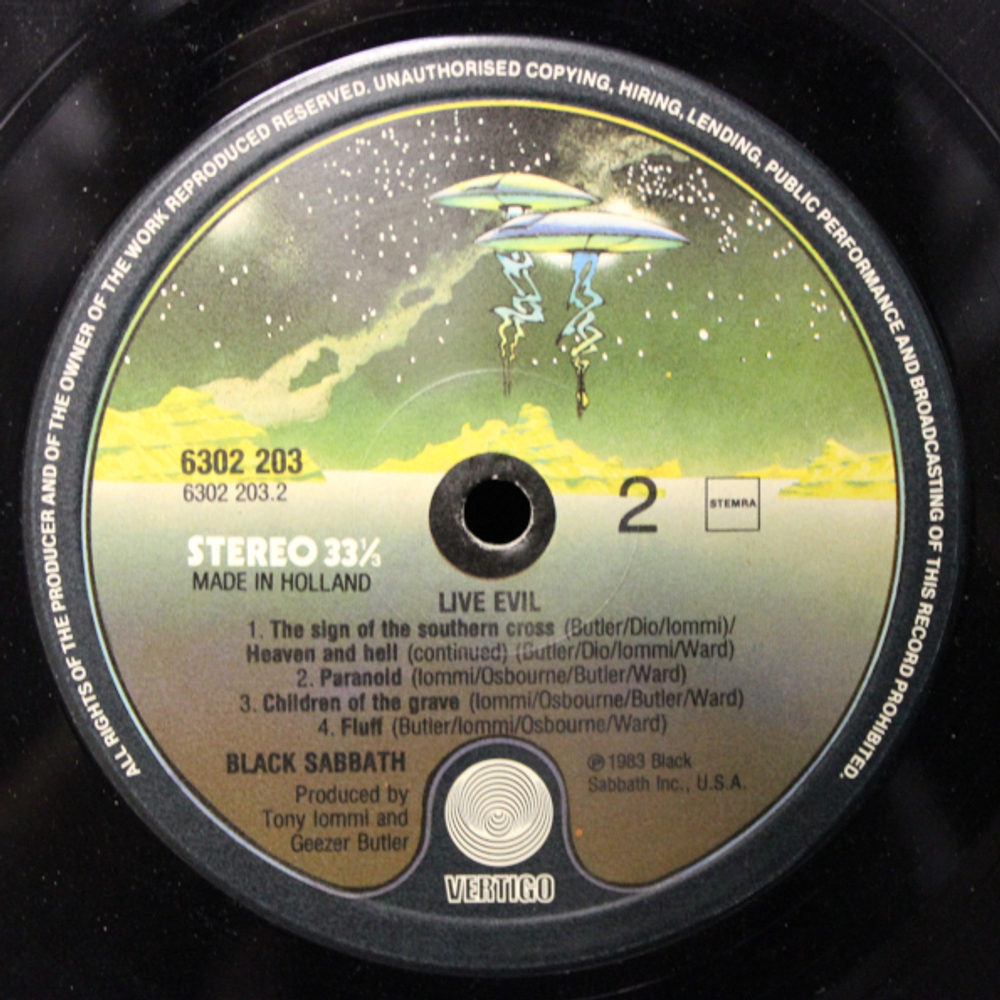 ALL RIGHTS OF THE PRODUCER AND OF THE OWNER OF THE WORK REPRODUCED RESERVED. UNAUTHORISED COPYING, HIRING, LENDING, PUBLIC PERFORMANCE AND BROADCASTING OF THIS RECORD PROHIBITED.
6302 203
6302 203.2
2
STEMRA
STEREO 33⅓
MADE IN HOLLAND
LIVE EVIL
1. The sign of the southern cross (Butler/Dio/Iommi)/
Heaven and hell (continued) (Butler/Dio/Iommi/Ward)
2. Paranoid (Iommi/Osbourne/Butler/Ward)
3. Children of the grave (Iommi/Osbourne/Butler/Ward)
4. Fluff (Butler/Iommi/Osbourne/Ward)
BLACK SABBATH
Produced by
Tony Iommi and
Geezer Butler
℗ 1983 Black
Sabbath Inc., U.S.A.
VERTIGO